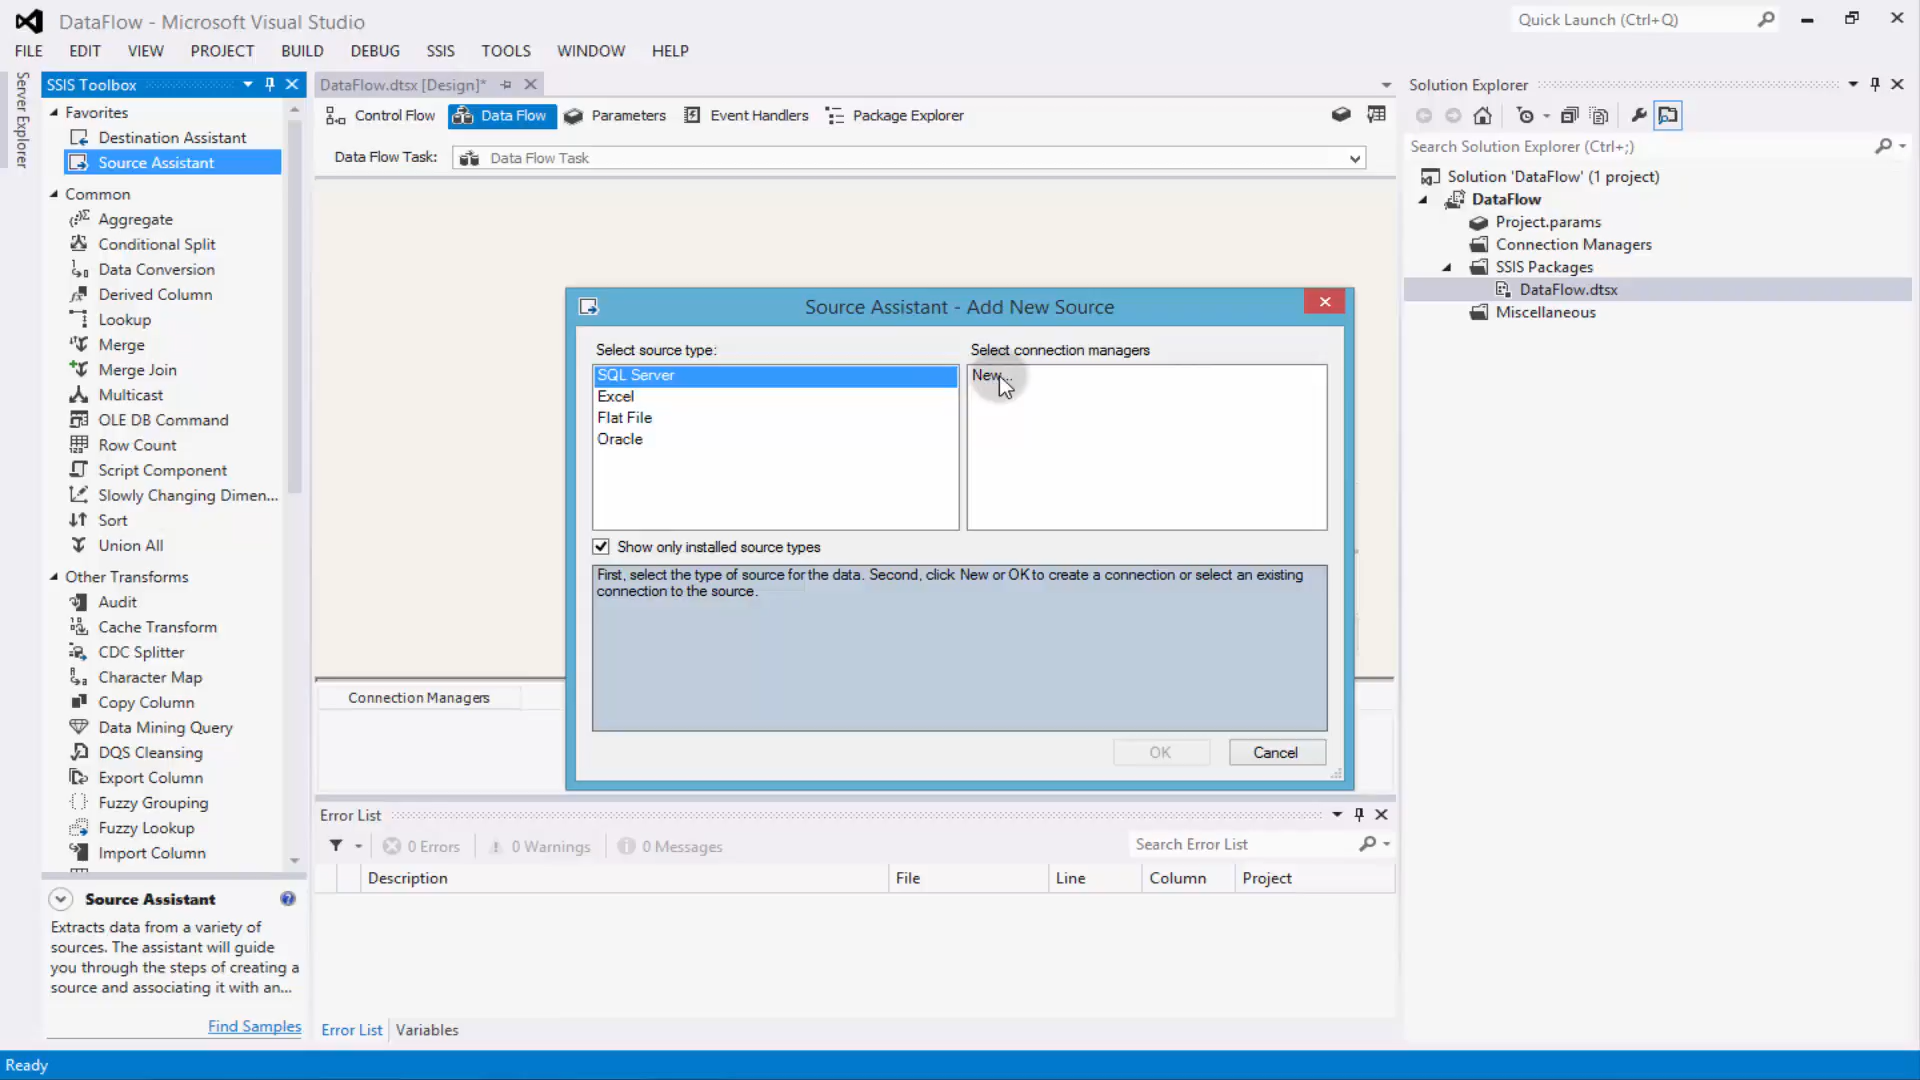 DataFlow - Microsoft Visual Studio
Quick Launch (Ctrl+Q)
FILE EDIT VIEW PROJECT BUILD DEBUG SSIS TOOLS WINDOW HELP
Server Explorer
SSIS Toolbox
Favorites
Destination Assistant
Source Assistant
Common
Aggregate
Conditional Split
Data Conversion
Derived Column
Lookup
Merge
Merge Join
Multicast
OLE DB Command
Row Count
Script Component
Slowly Changing Dimen...
Sort
Union All
Other Transforms
Audit
Cache Transform
CDC Splitter
Character Map
Copy Column
Data Mining Query
DQS Cleansing
Export Column
Fuzzy Grouping
Fuzzy Lookup
Import Column
Source Assistant
Extracts data from a variety of
sources. The assistant will guide
you through the steps of creating a
source and associating it with an...
Find Samples
DataFlow.dtsx [Design]*
Control Flow Data Flow Parameters Event Handlers Package Explorer
Data Flow Task: Data Flow Task
Source Assistant - Add New Source
Select source type:
SQL Server
Excel
Flat File
Oracle
Select connection managers
New...
Show only installed source types
First, select the type of source for the data. Second, click New or OK to create a connection or select an existing
connection to the source.
OK Cancel
Connection Managers
Error List
0 Errors 0 Warnings 0 Messages
Search Error List
Description File Line Column Project
Error List Variables
Solution Explorer
Search Solution Explorer (Ctrl+;)
Solution 'DataFlow' (1 project)
DataFlow
Project.params
Connection Managers
SSIS Packages
DataFlow.dtsx
Miscellaneous
Ready